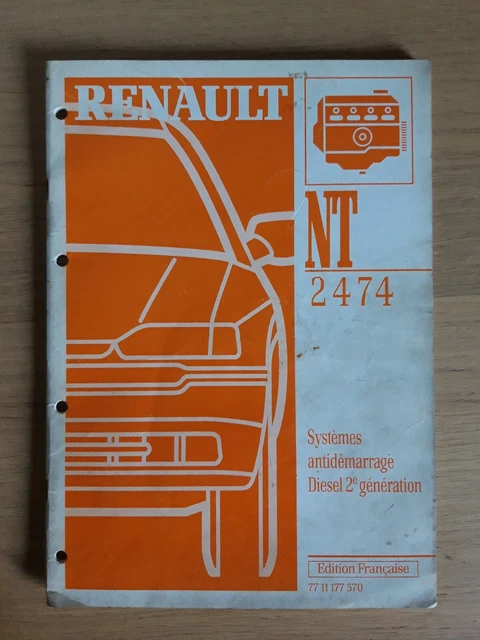 RENAULT
NT
2474
Systèmes
antidémarrage
Diesel 2e génération
Edition Française
77 11 177 570